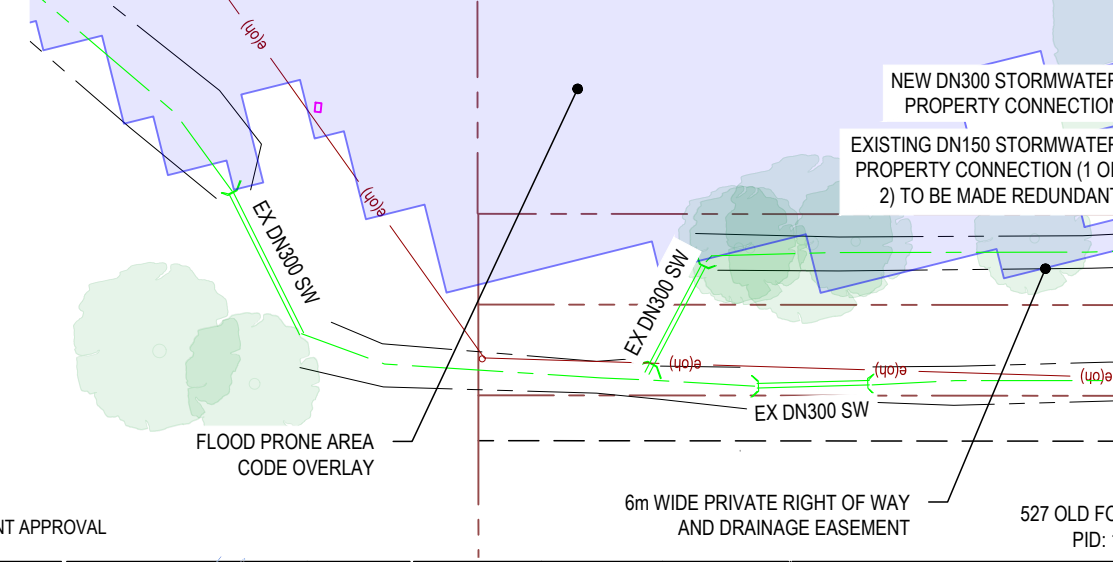 e(oh)
NEW DN300 STORMWATER
PROPERTY CONNECTION
EXISTING DN150 STORMWATER
PROPERTY CONNECTION (1 O
2) TO BE MADE REDUNDANT
e(oh)
EX DN300 SW
EX DN300 SW
e(oh)
e(oh)
e(oh)
EX DN300 SW
FLOOD PRONE AREA
CODE OVERLAY
6m WIDE PRIVATE RIGHT OF WAY
AND DRAINAGE EASEMENT
527 OLD FO
PID:
NT APPROVAL